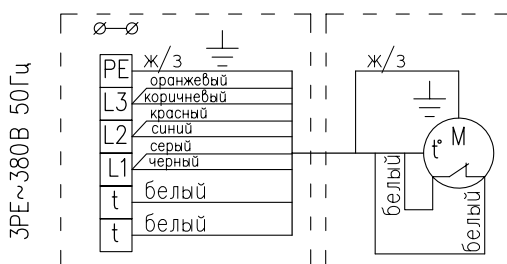 3PE~380В 50Гц
PE
L3
L2
L1
t
t
Ж/З
оранжевый
коричневый
красный
синий
серый
черный
белый
белый
Ж/З
t°
M
белый
белый